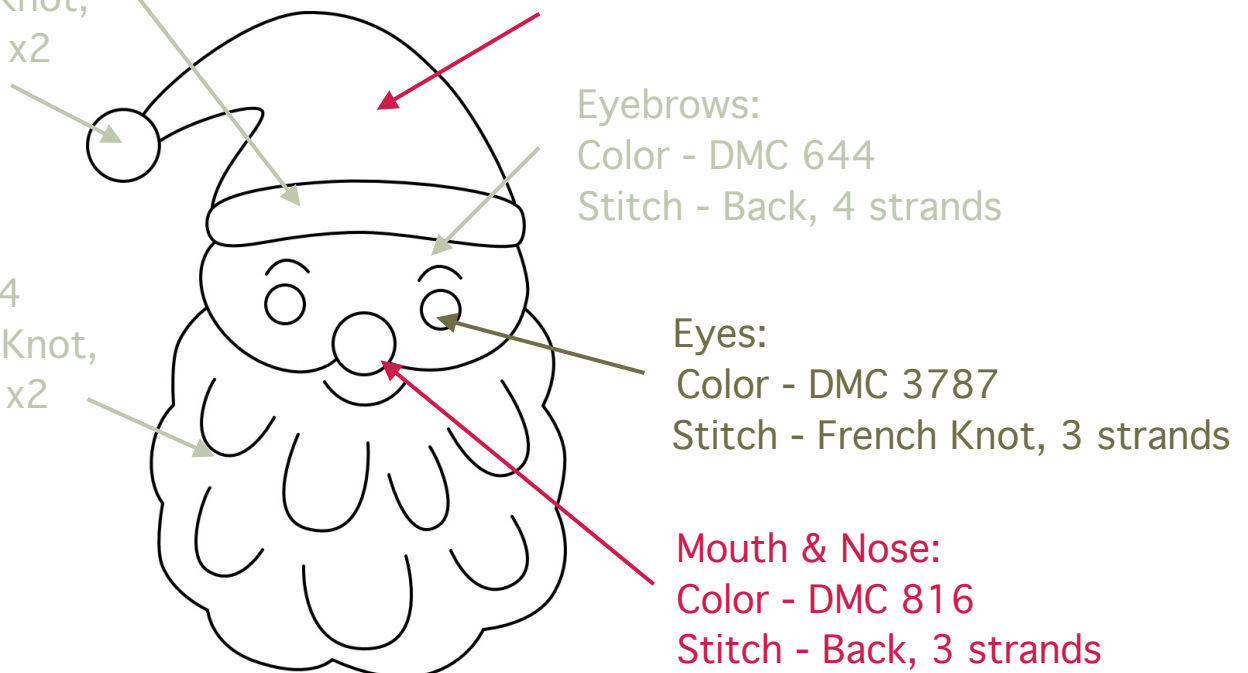 Knot,
x2
Eyebrows:
Color - DMC 644
Stitch - Back, 4 strands
4
Knot,
x2
Eyes:
Color - DMC 3787
Stitch - French Knot, 3 strands
Mouth & Nose:
Color - DMC 816
Stitch - Back, 3 strands